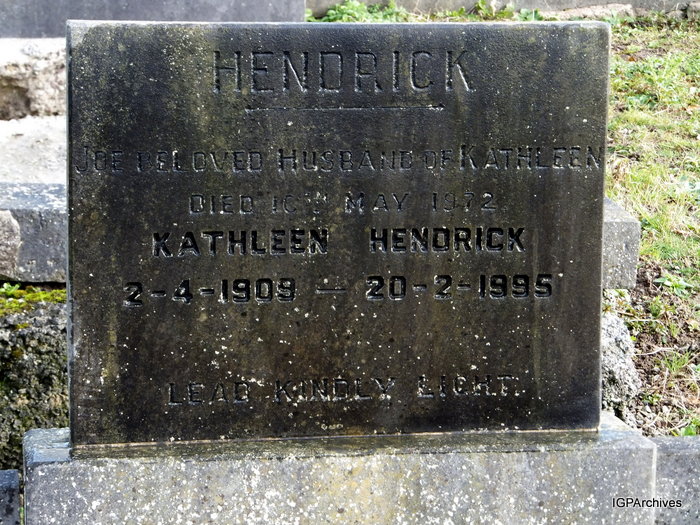 HENDRICK
JOE BELOVED HUSBAND OF KATHLEEN
DIED MAY 1972
KATHLEEN HENDRICK
2-4-1909 — 20-2-1995
LEAD KINDLY LIGHT.
IGPArchives